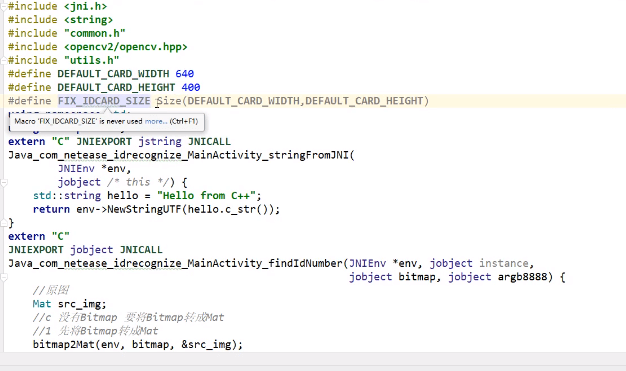 #include <jni.h>
#include <string>
#include "common.h"
#include <opencv2/opencv.hpp>
#include "utils.h"
#define DEFAULT_CARD_WIDTH 640
#define DEFAULT_CARD_HEIGHT 400
#define FIX_IDCARD_SIZE Size(DEFAULT_CARD_WIDTH,DEFAULT_CARD_HEIGHT)
Macro 'FIX_IDCARD_SIZE' is never used more... (Ctrl+F1)
extern "C" JNIEXPORT jstring JNICALL
Java_com_netease_idrecognize_MainActivity_stringFromJNI(
JNIEnv *env,
jobject /* this */) {
std::string hello = "Hello from C++";
return env->NewStringUTF(hello.c_str());
}
extern "C"
JNIEXPORT jobject JNICALL
Java_com_netease_idrecognize_MainActivity_findIdNumber(JNIEnv *env, jobject instance,
jobject bitmap, jobject argb8888) {
//原图
Mat src_img;
//c 没有Bitmap 要将Bitmap转成Mat
//1 先将Bitmap转成Mat
bitmap2Mat(env, bitmap, &src_img);